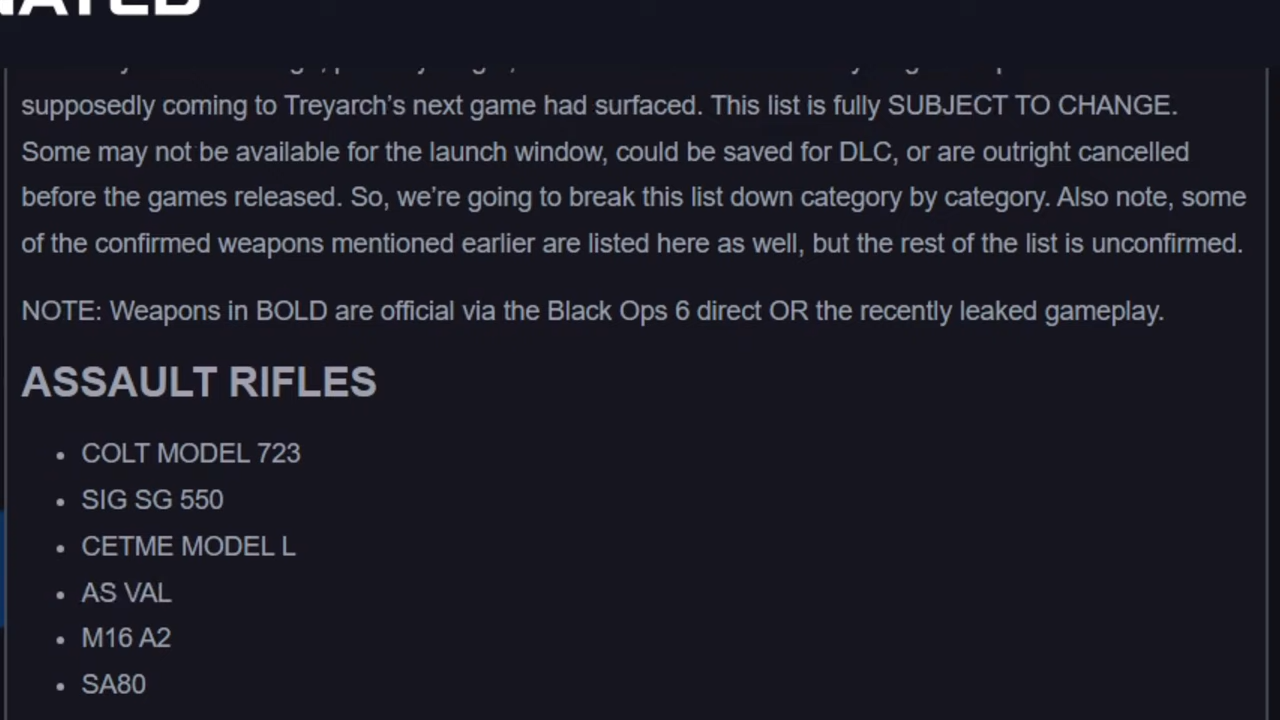 supposedly coming to Treyarch’s next game had surfaced. This list is fully SUBJECT TO CHANGE.
Some may not be available for the launch window, could be saved for DLC, or are outright cancelled
before the games released. So, we’re going to break this list down category by category. Also note, some
of the confirmed weapons mentioned earlier are listed here as well, but the rest of the list is unconfirmed.
NOTE: Weapons in BOLD are official via the Black Ops 6 direct OR the recently leaked gameplay.
ASSAULT RIFLES
• COLT MODEL 723
• SIG SG 550
• CETME MODEL L
• AS VAL
• M16 A2
• SA80